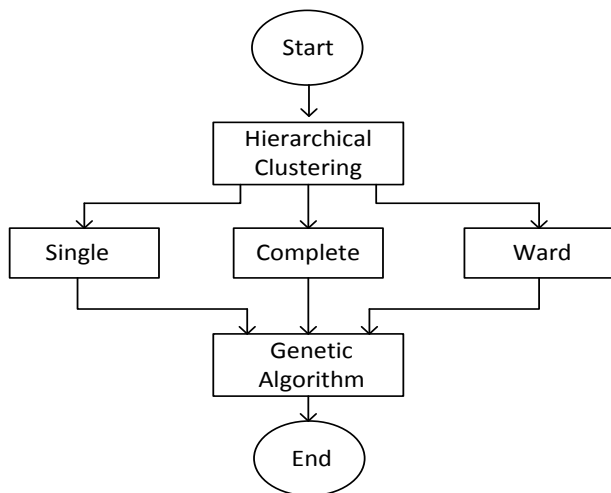 Start
Hierarchical
Clustering
Single
Complete
Ward
Genetic
Algorithm
End